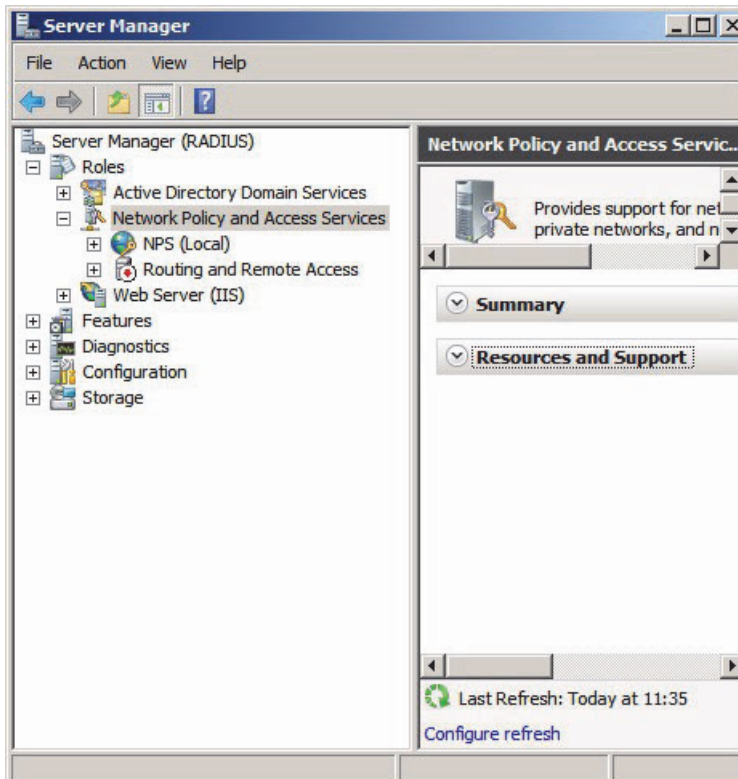 Server Manager
File Action View Help
Server Manager (RADIUS)
Roles
Active Directory Domain Services
Network Policy and Access Services
NPS (Local)
Routing and Remote Access
Web Server (IIS)
Features
Diagnostics
Configuration
Storage
Network Policy and Access Servic...
Provides support for net
private networks, and n
Summary
Resources and Support
Last Refresh: Today at 11:35
Configure refresh